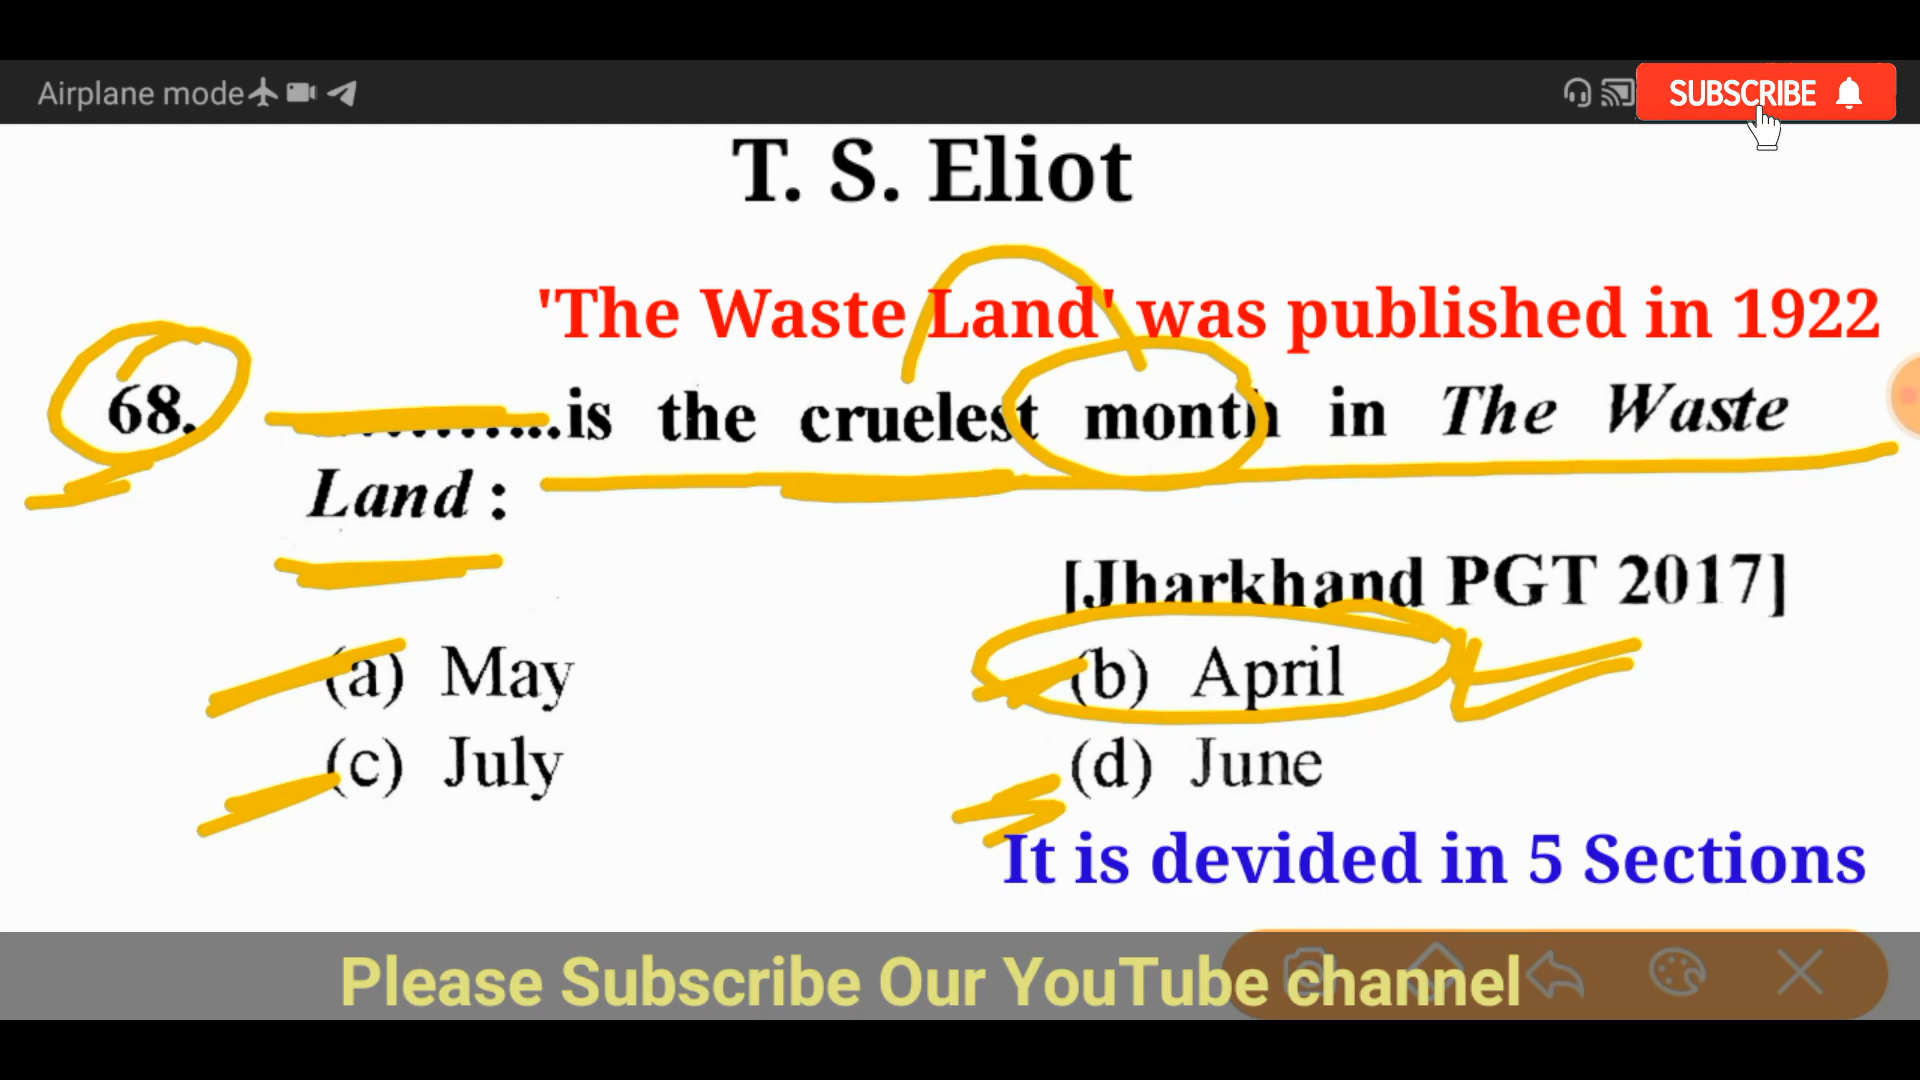 Airplane mode
SUBSCRIBE
T. S. Eliot
'The Waste Land' was published in 1922
68. ..........is the cruelest month in The Waste
Land :
[Jharkhand PGT 2017]
(a) May (b) April
(c) July (d) June
It is devided in 5 Sections
Please Subscribe Our YouTube channel